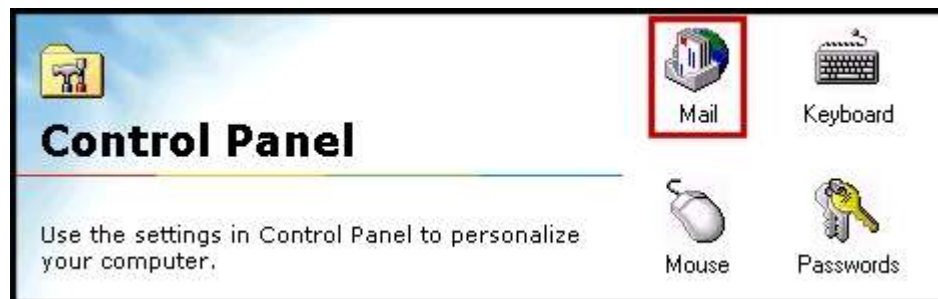 Control Panel
Use the settings in Control Panel to personalize
your computer.
Mail
Keyboard
Mouse
Passwords